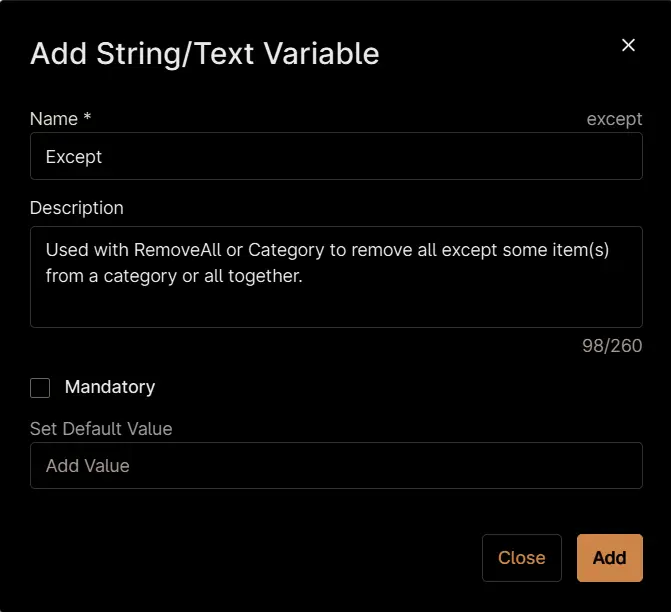 Add String/Text Variable
Name *
except
Except
Description
Used with RemoveAll or Category to remove all except some item(s)
from a category or all together.
98/260
Mandatory
Set Default Value
Add Value
Close
Add